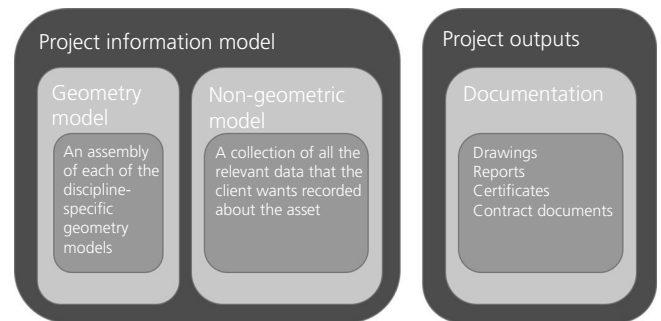 Project information model
Geometry
model
An assembly
of each of the
discipline-
specific
geometry
models
Non-geometric
model
A collection of all the
relevant data that the
client wants recorded
about the asset
Project outputs
Documentation
Drawings
Reports
Certificates
Contract documents